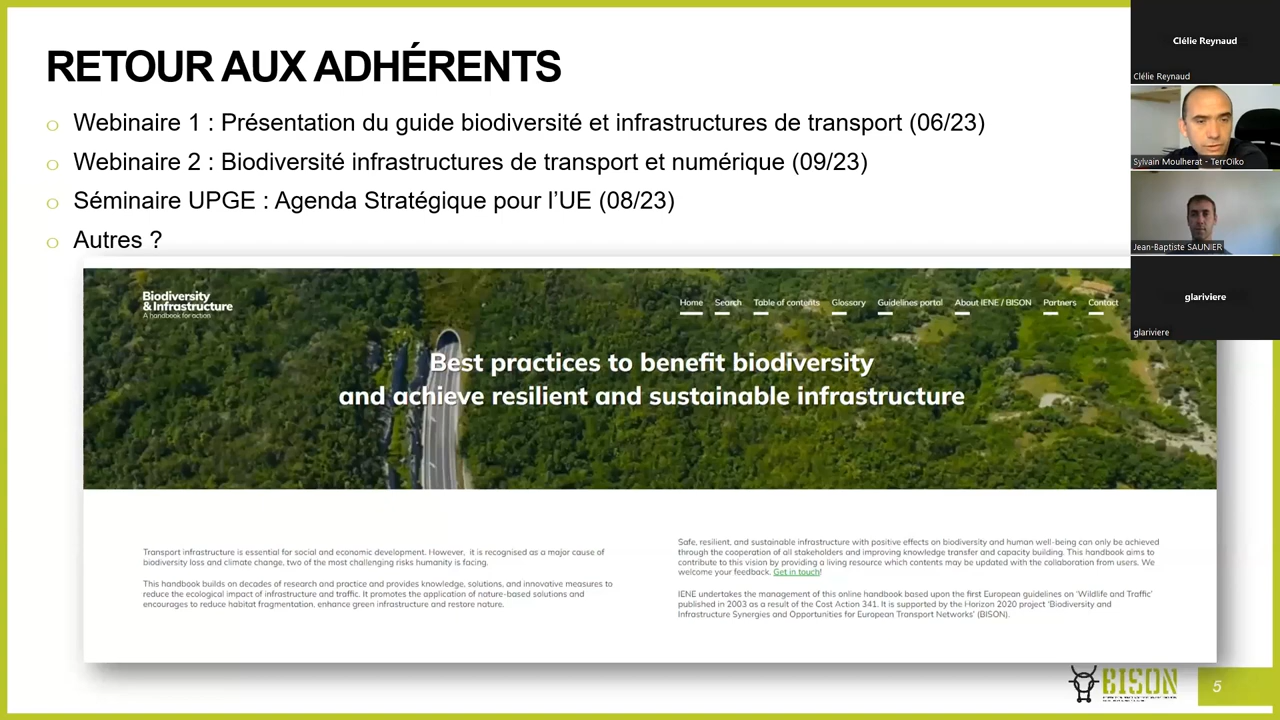 RETOUR AUX ADHÉRENTS
Webinaire 1 : Présentation du guide biodiversité et infrastructures de transport (06/23)
Webinaire 2 : Biodiversité infrastructures de transport et numérique (09/23)
Séminaire UPGE : Agenda Stratégique pour l’UE (08/23)
Autres ?
Clélie Reynaud
Clélie Reynaud
Sylvain Moulherat - TerrOïko
Jean-Baptiste SAUNIER
glariviere
glariviere
Biodiversity
& Infrastructure
A handbook for action
Home Search Table of contents Glossary Guidelines portal About IENE / BISON Partners Contact
Best practices to benefit biodiversity
and achieve resilient and sustainable infrastructure
Transport infrastructure is essential for social and economic development. However, it is recognised as a major cause of
biodiversity loss and climate change, two of the most challenging risks humanity is facing.
This handbook builds on decades of research and practice and provides knowledge, solutions, and innovative measures to
reduce the ecological impact of infrastructure and traffic. It promotes the application of nature-based solutions and
encourages to reduce habitat fragmentation, enhance green infrastructure and restore nature.
Safe, resilient, and sustainable infrastructure with positive effects on biodiversity and human well-being can only be achieved
through the cooperation of all stakeholders and improving knowledge transfer and capacity building. This handbook aims to
contribute to this vision by providing a living resource which contents may be updated with the collaboration from users. We
welcome your feedback. Get in touch!
IENE undertakes the management of this online handbook based upon the first European guidelines on ‘Wildlife and Traffic’
published in 2003 as a result of the Cost Action 341. It is supported by the Horizon 2020 project ‘Biodiversity and
Infrastructure Synergies and Opportunities for European Transport Networks’ (BISON).
BISON
5